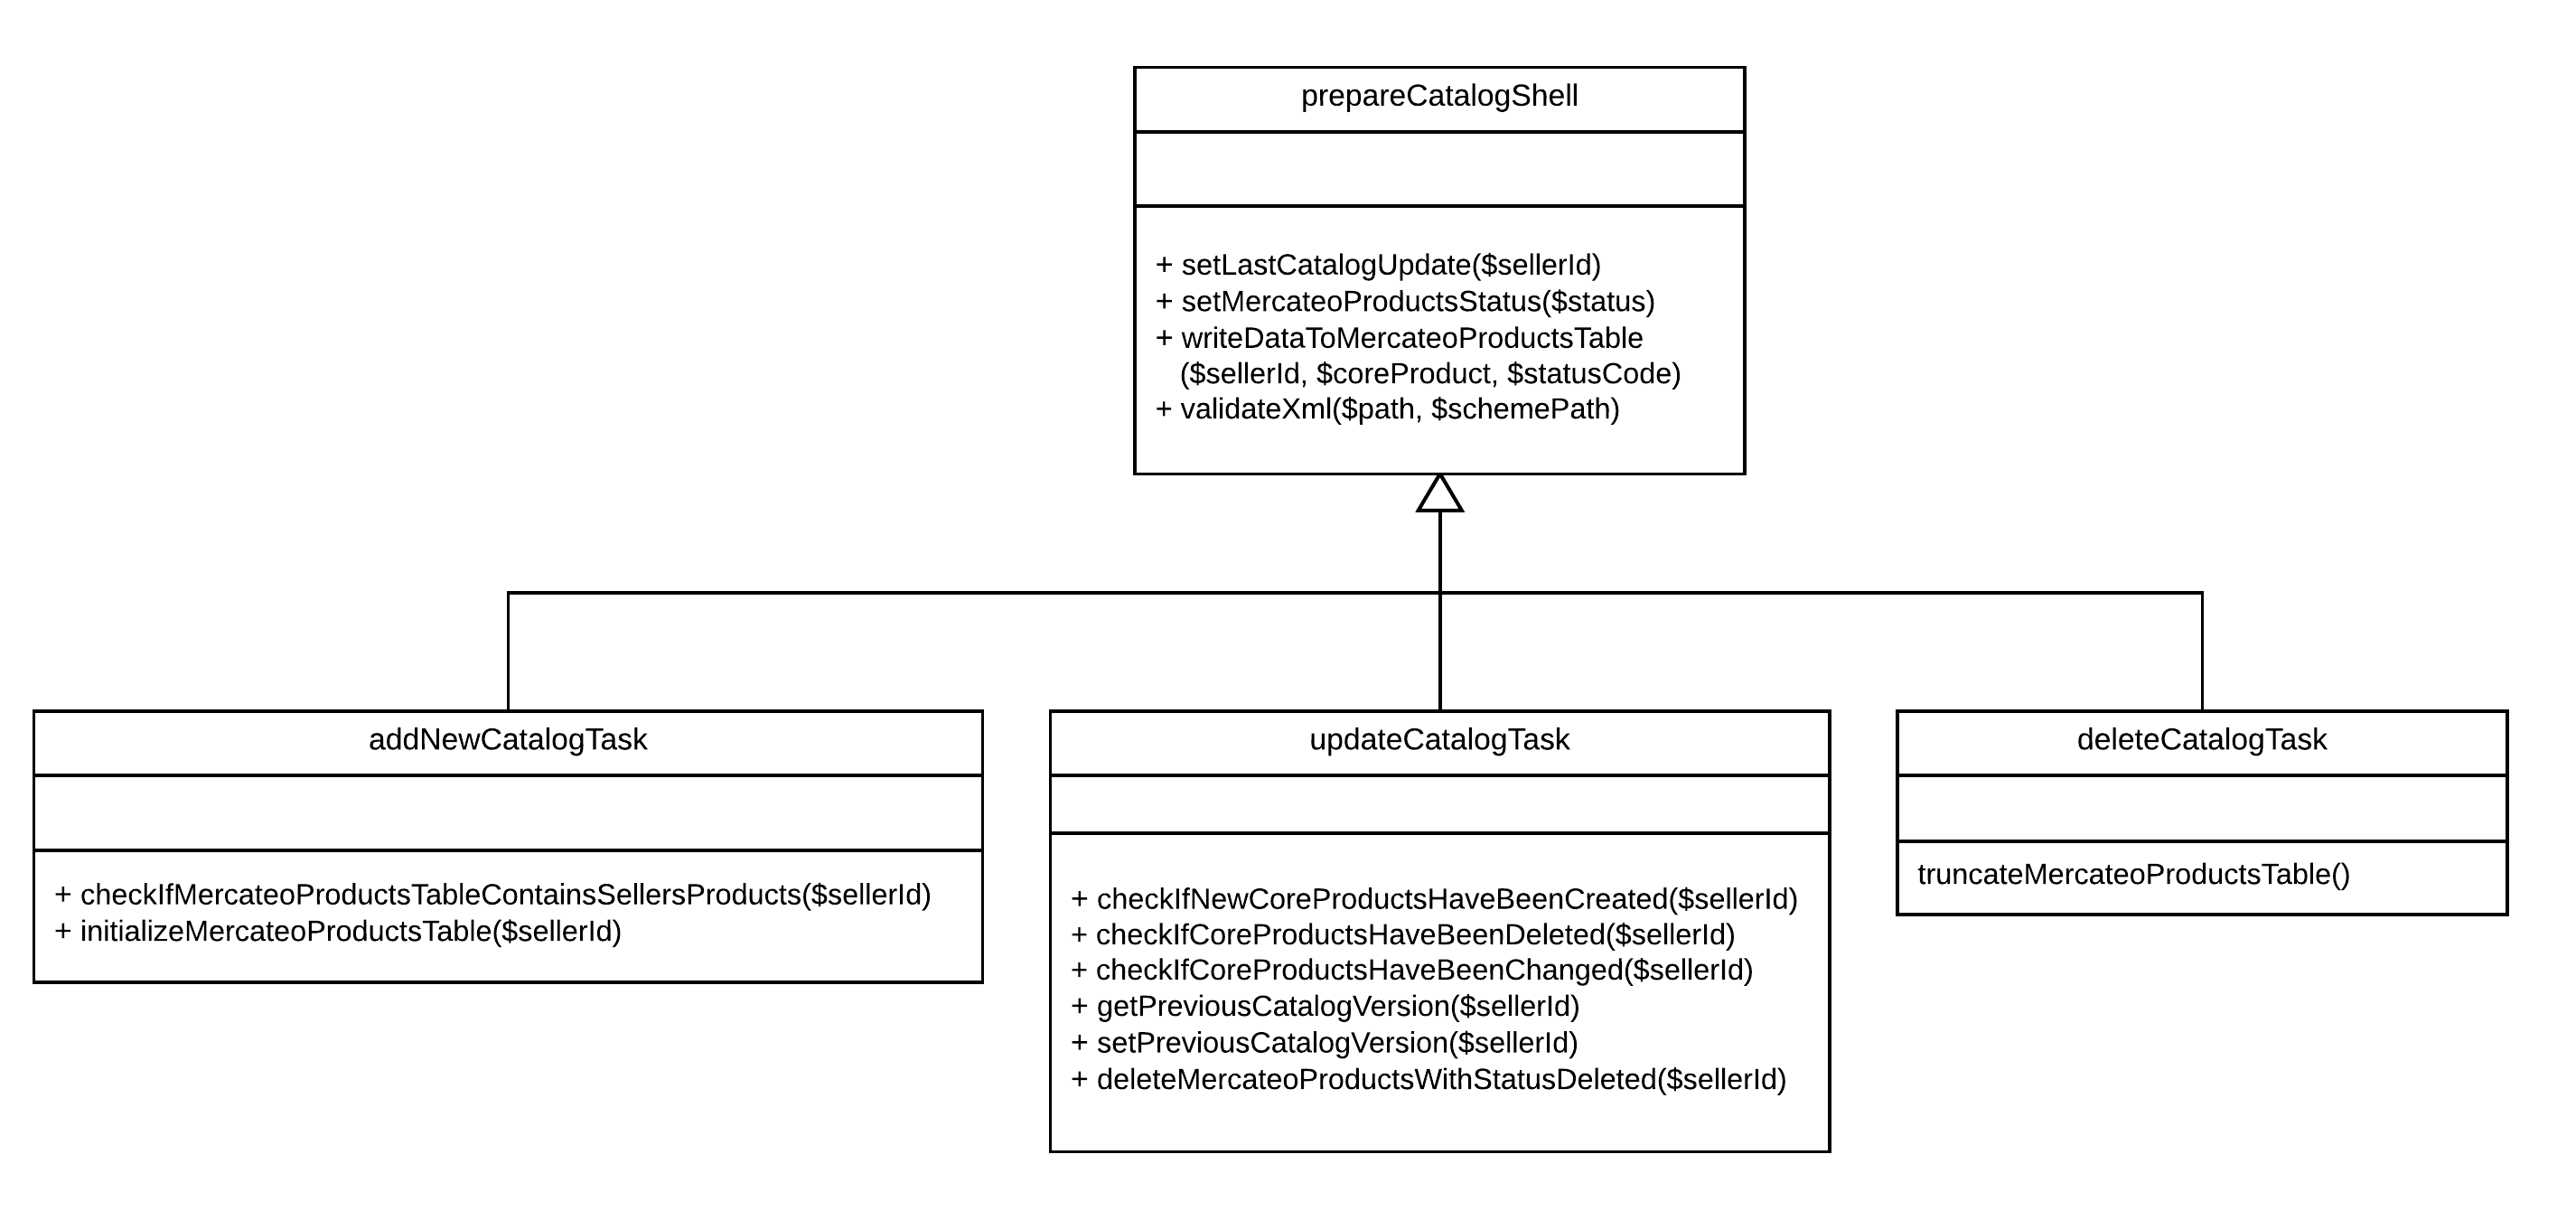 prepareCatalogShell
+ setLastCatalogUpdate($sellerId)
+ setMercateoProductsStatus($status)
+ writeDataToMercateoProductsTable
($sellerId, $coreProduct, $statusCode)
+ validateXml($path, $schemePath)
addNewCatalogTask
+ checkIfMercateoProductsTableContainsSellersProducts($sellerId)
+ initializeMercateoProductsTable($sellerId)
updateCatalogTask
+ checkIfNewCoreProductsHaveBeenCreated($sellerId)
+ checkIfCoreProductsHaveBeenDeleted($sellerId)
+ checkIfCoreProductsHaveBeenChanged($sellerId)
+ getPreviousCatalogVersion($sellerId)
+ setPreviousCatalogVersion($sellerId)
+ deleteMercateoProductsWithStatusDeleted($sellerId)
deleteCatalogTask
truncateMercateoProductsTable()